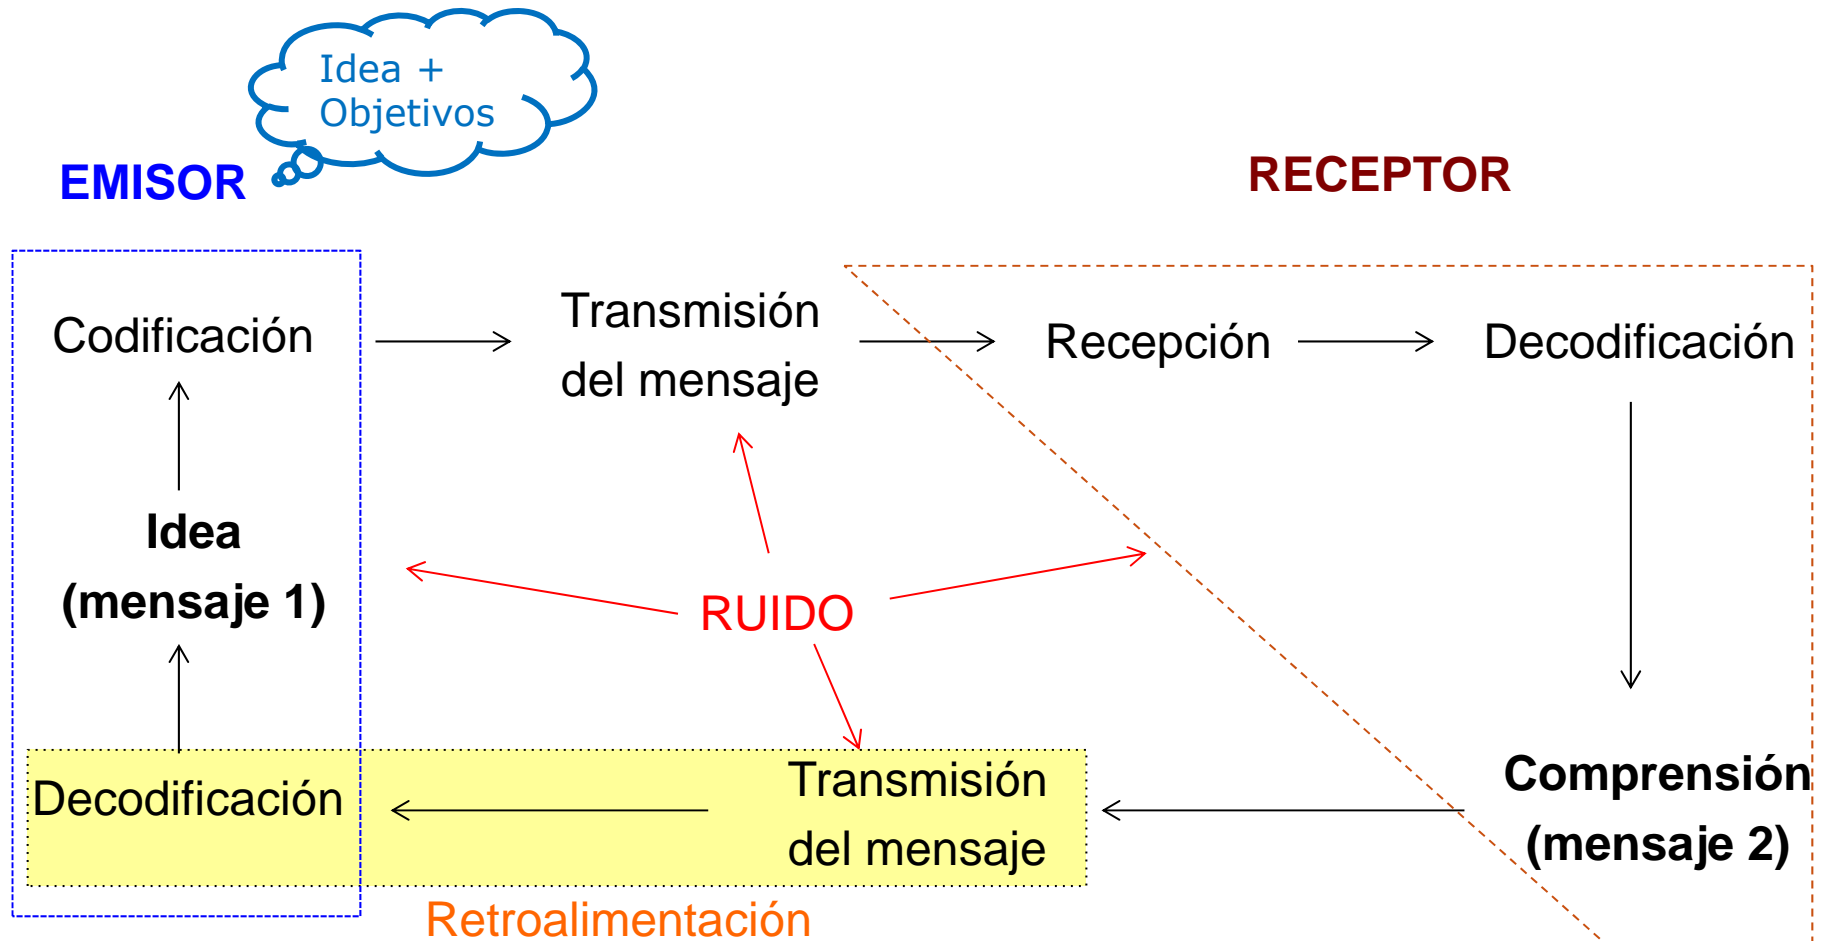 Idea +
Objetivos
EMISOR
RECEPTOR
Codificación
Transmisión
del mensaje
Recepción
Decodificación
Idea
(mensaje 1)
RUIDO
Decodificación
Transmisión
del mensaje
Comprensión
(mensaje 2)
Retroalimentación